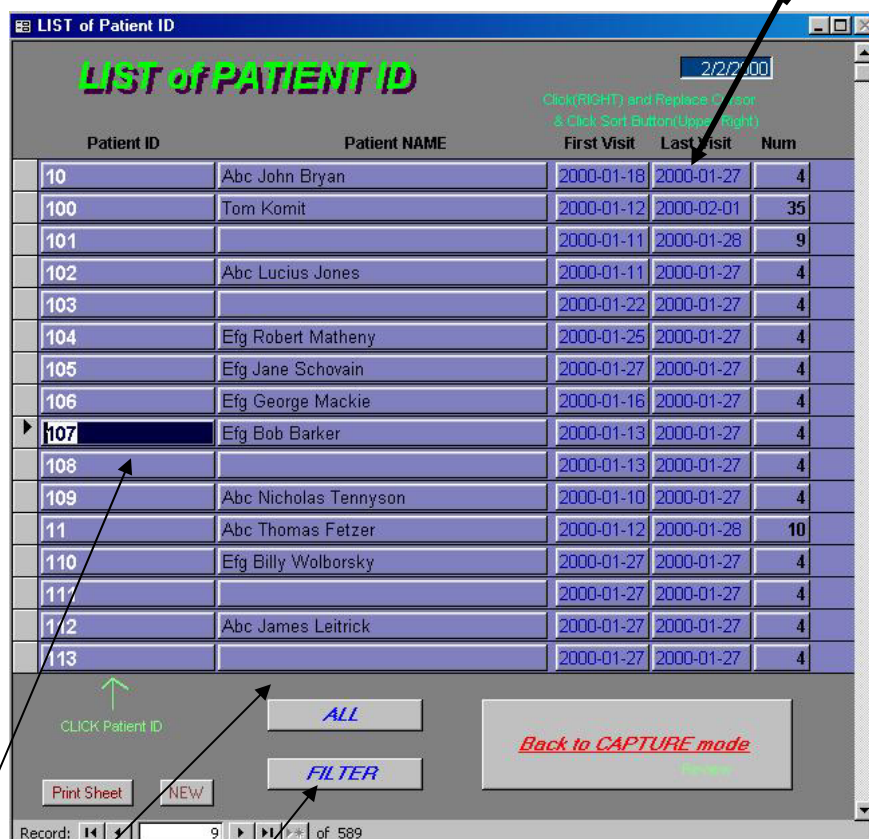 LIST of Patient ID
LIST of PATIENT ID
2/2/2000
Click(RIGHT) and Replace Cursor
& Click Sort Button(Upper Right)
Patient ID Patient NAME First Visit Last Visit Num
10 Abc John Bryan 2000-01-18 2000-01-27 4
100 Tom Komit 2000-01-12 2000-02-01 35
101 2000-01-11 2000-01-28 9
102 Abc Lucius Jones 2000-01-11 2000-01-27 4
103 2000-01-22 2000-01-27 4
104 Efg Robert Matheny 2000-01-25 2000-01-27 4
105 Efg Jane Schovain 2000-01-27 2000-01-27 4
106 Efg George Mackie 2000-01-16 2000-01-27 4
107 Efg Bob Barker 2000-01-13 2000-01-27 4
108 2000-01-13 2000-01-27 4
109 Abc Nicholas Tennyson 2000-01-10 2000-01-27 4
11 Abc Thomas Fetzer 2000-01-12 2000-01-28 10
110 Efg Billy Wolborsky 2000-01-27 2000-01-27 4
111 2000-01-27 2000-01-27 4
112 Abc James Leitrick 2000-01-27 2000-01-27 4
113 2000-01-27 2000-01-27 4
CLICK Patient ID
ALL
Back to CAPTURE mode
Review
FILTER
Print Sheet NEW
Record: 9 of 589